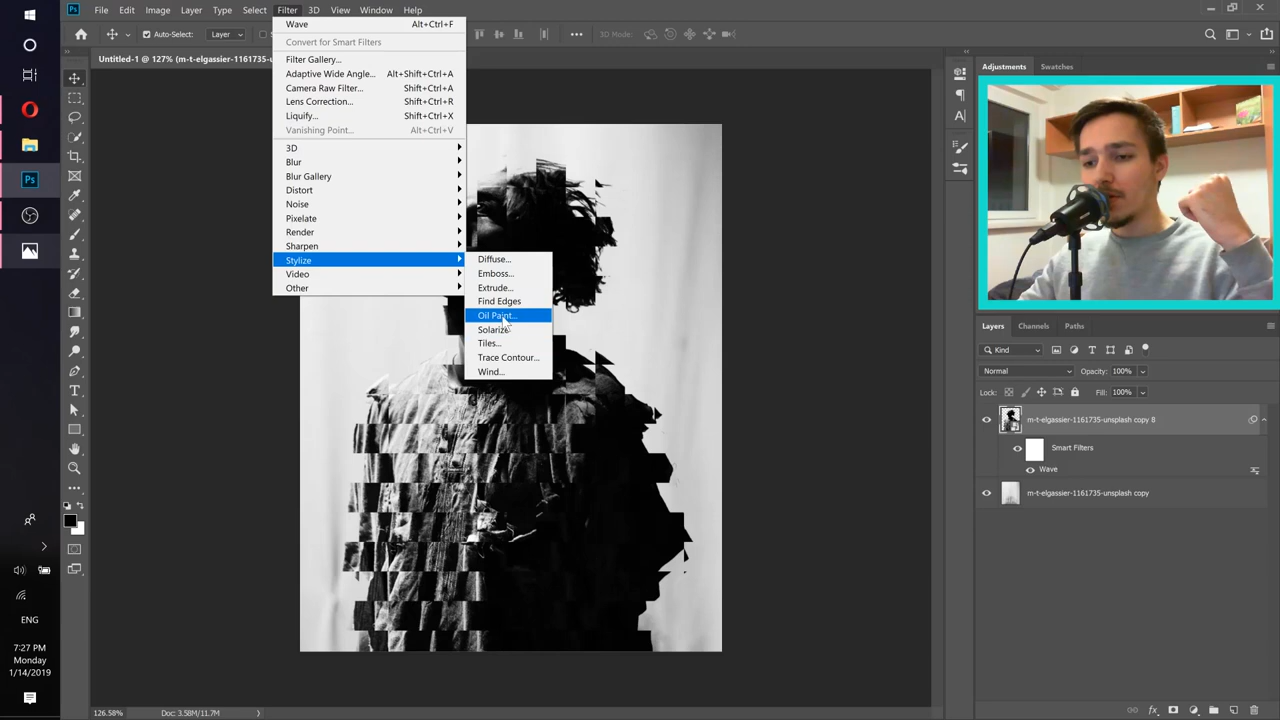 Ps File Edit Image Layer Type Select Filter 3D View Window Help
Auto-Select: Layer 3D Mode:
Untitled-1 @ 127% (m-t-elgassier-1161735-u
Wave Alt+Ctrl+F
Convert for Smart Filters
Filter Gallery...
Adaptive Wide Angle... Alt+Shift+Ctrl+A
Camera Raw Filter... Shift+Ctrl+A
Lens Correction... Shift+Ctrl+R
Liquify... Shift+Ctrl+X
Vanishing Point... Alt+Ctrl+V
3D
Blur
Blur Gallery
Distort
Noise
Pixelate
Render
Sharpen
Stylize
Video
Other
Diffuse...
Emboss...
Extrude...
Find Edges
Oil Paint...
Solarize
Tiles...
Trace Contour...
Wind...
Adjustments Swatches
Layers Channels Paths
Kind
Normal Opacity: 100%
Lock: Fill: 100%
m-t-elgassier-1161735-unsplash copy 8
Smart Filters
Wave
m-t-elgassier-1161735-unsplash copy
fx
Ps
ENG
7:27 PM
Monday
1/14/2019
126.58% Doc: 3.58M/11.7M